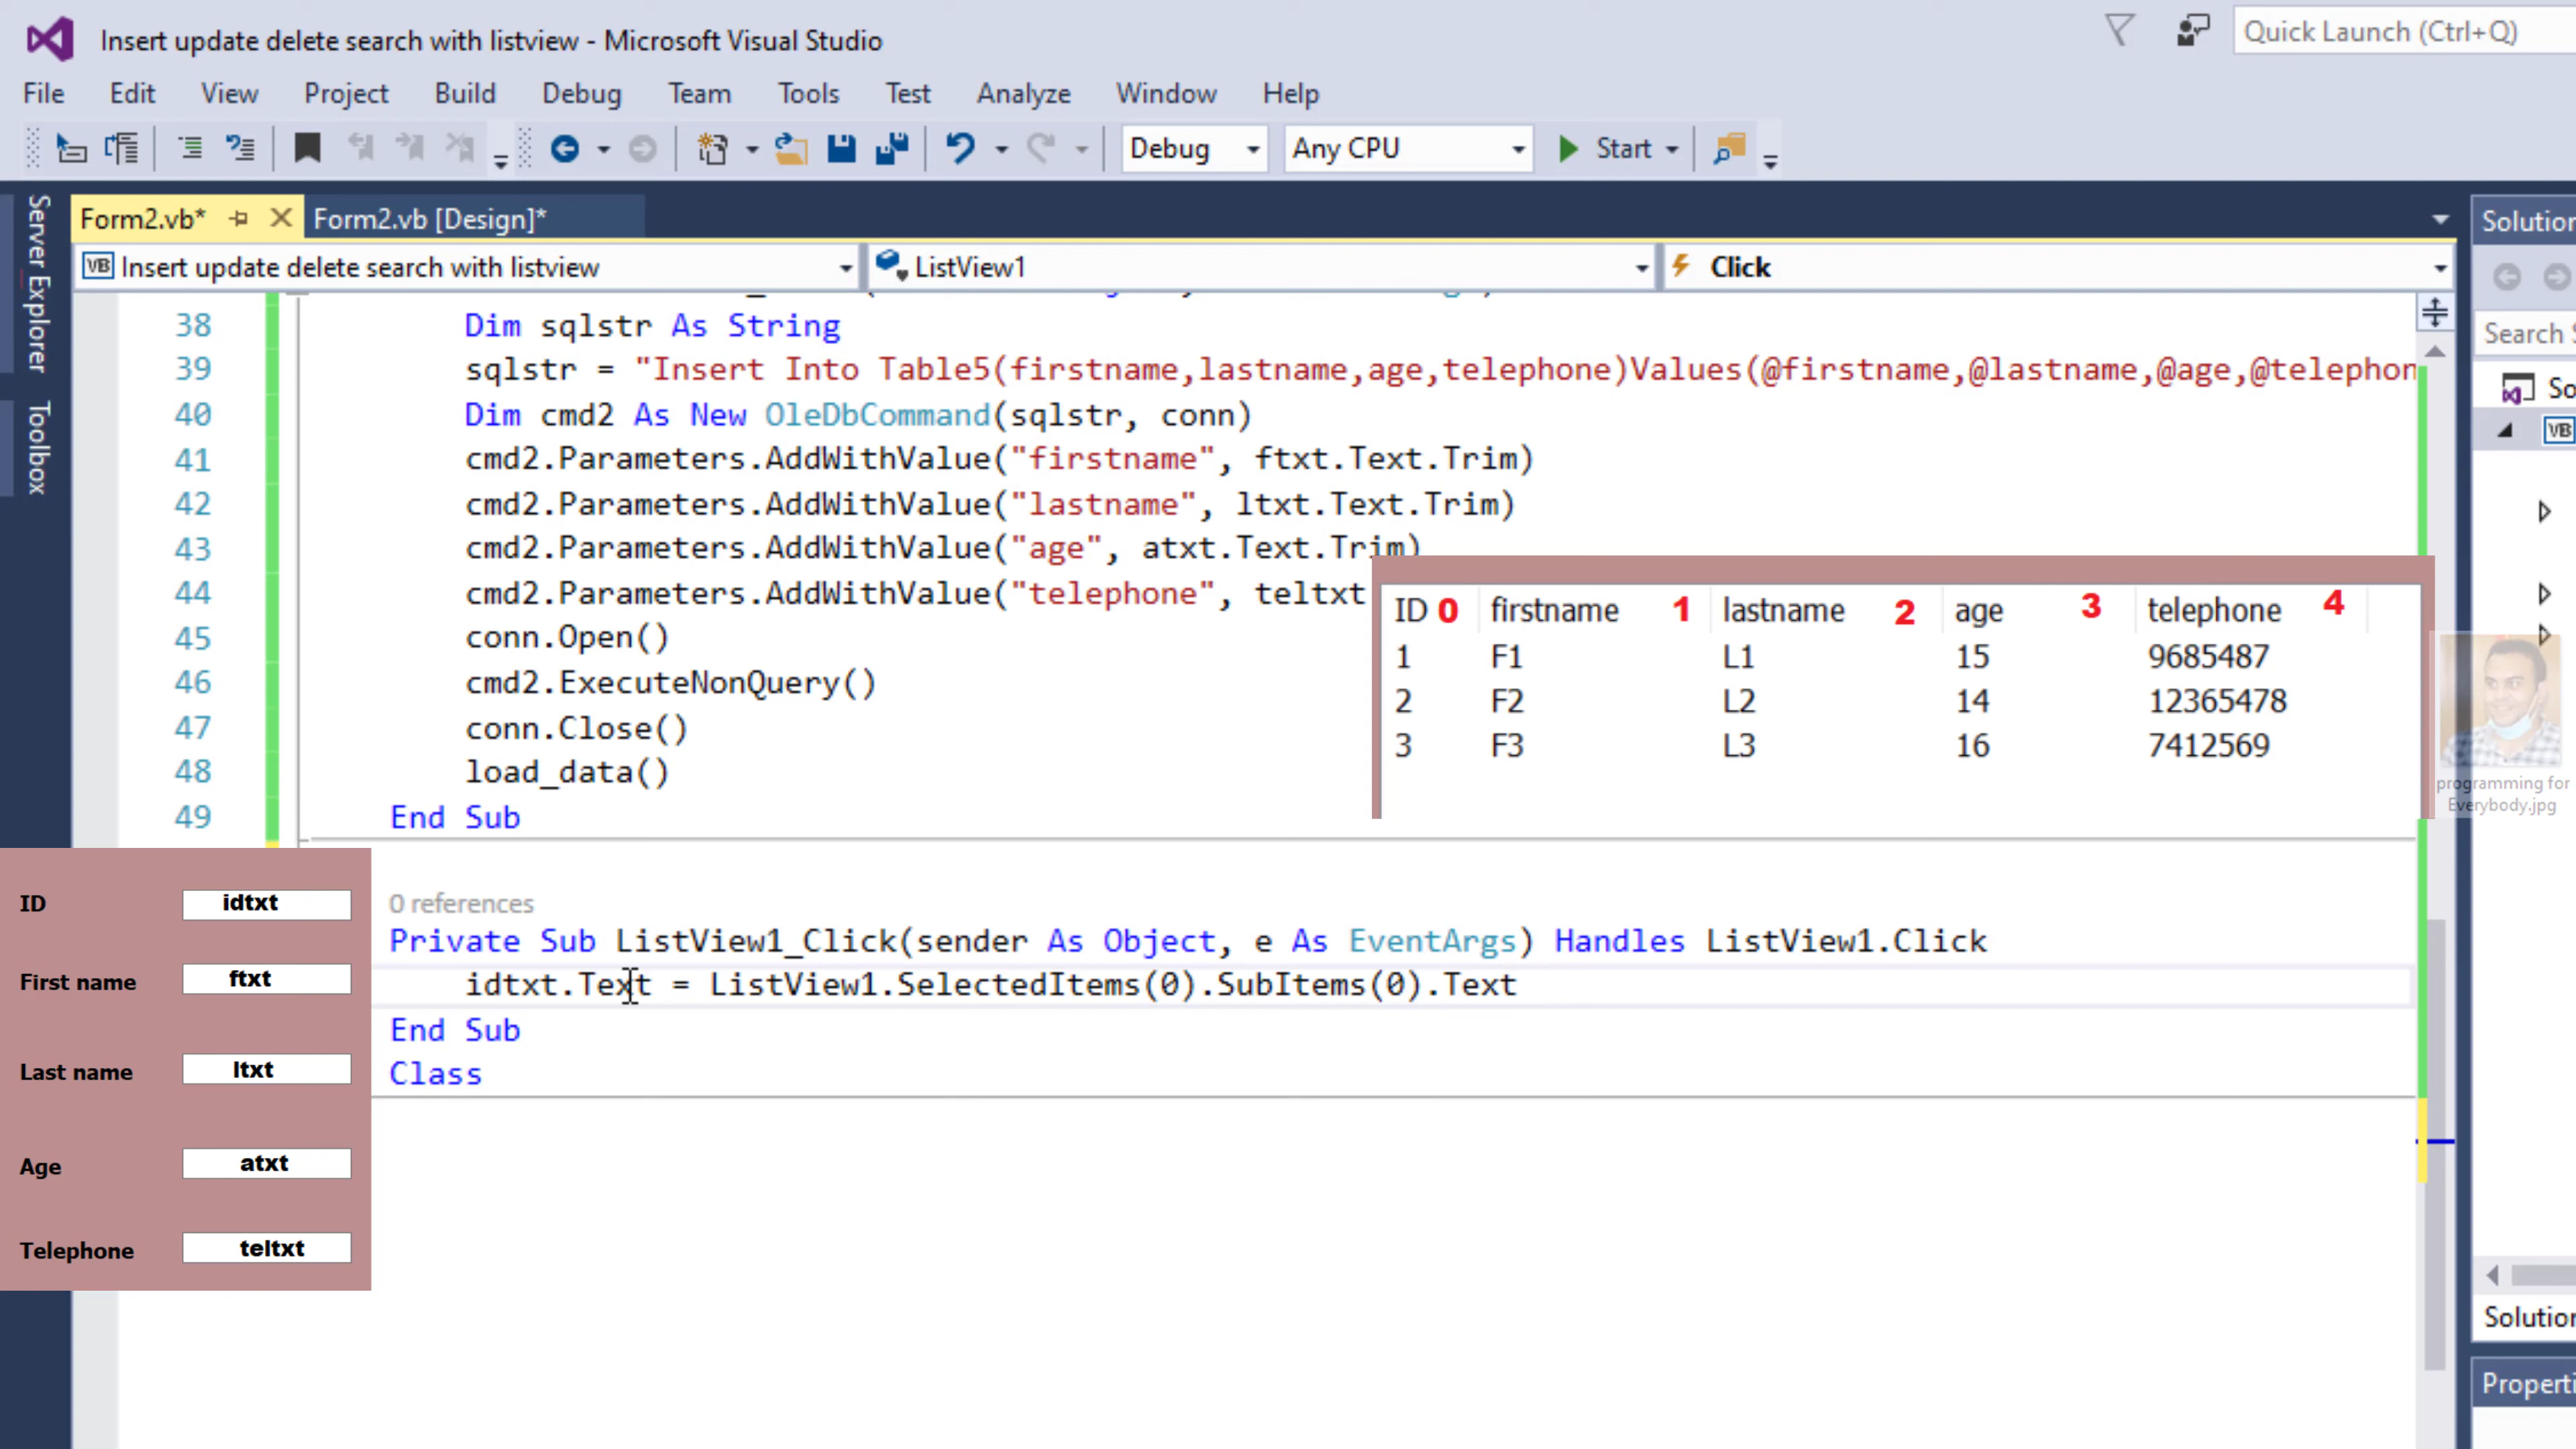 Insert update delete search with listview - Microsoft Visual Studio
Quick Launch (Ctrl+Q)
File Edit View Project Build Debug Team Tools Test Analyze Window Help
Debug Any CPU Start
Server Explorer
Toolbox
Form2.vb* Form2.vb [Design]*
VB Insert update delete search with listview ListView1 Click
38 Dim sqlstr As String
39 sqlstr = "Insert Into Table5(firstname,lastname,age,telephone)Values(@firstname,@lastname,@age,@telephon
40 Dim cmd2 As New OleDbCommand(sqlstr, conn)
41 cmd2.Parameters.AddWithValue("firstname", ftxt.Text.Trim)
42 cmd2.Parameters.AddWithValue("lastname", ltxt.Text.Trim)
43 cmd2.Parameters.AddWithValue("age", atxt.Text.Trim)
44 cmd2.Parameters.AddWithValue("telephone", teltxt
45 conn.Open()
46 cmd2.ExecuteNonQuery()
47 conn.Close()
48 load_data()
49 End Sub
ID 0 firstname 1 lastname 2 age 3 telephone 4
1 F1 L1 15 9685487
2 F2 L2 14 12365478
3 F3 L3 16 7412569
programming for
Everybody.jpg
0 references
Private Sub ListView1_Click(sender As Object, e As EventArgs) Handles ListView1.Click
idtxt.Text = ListView1.SelectedItems(0).SubItems(0).Text
End Sub
Class
ID idtxt
First name ftxt
Last name ltxt
Age atxt
Telephone teltxt
Solution
Search S
So
VB
Solution
Properti